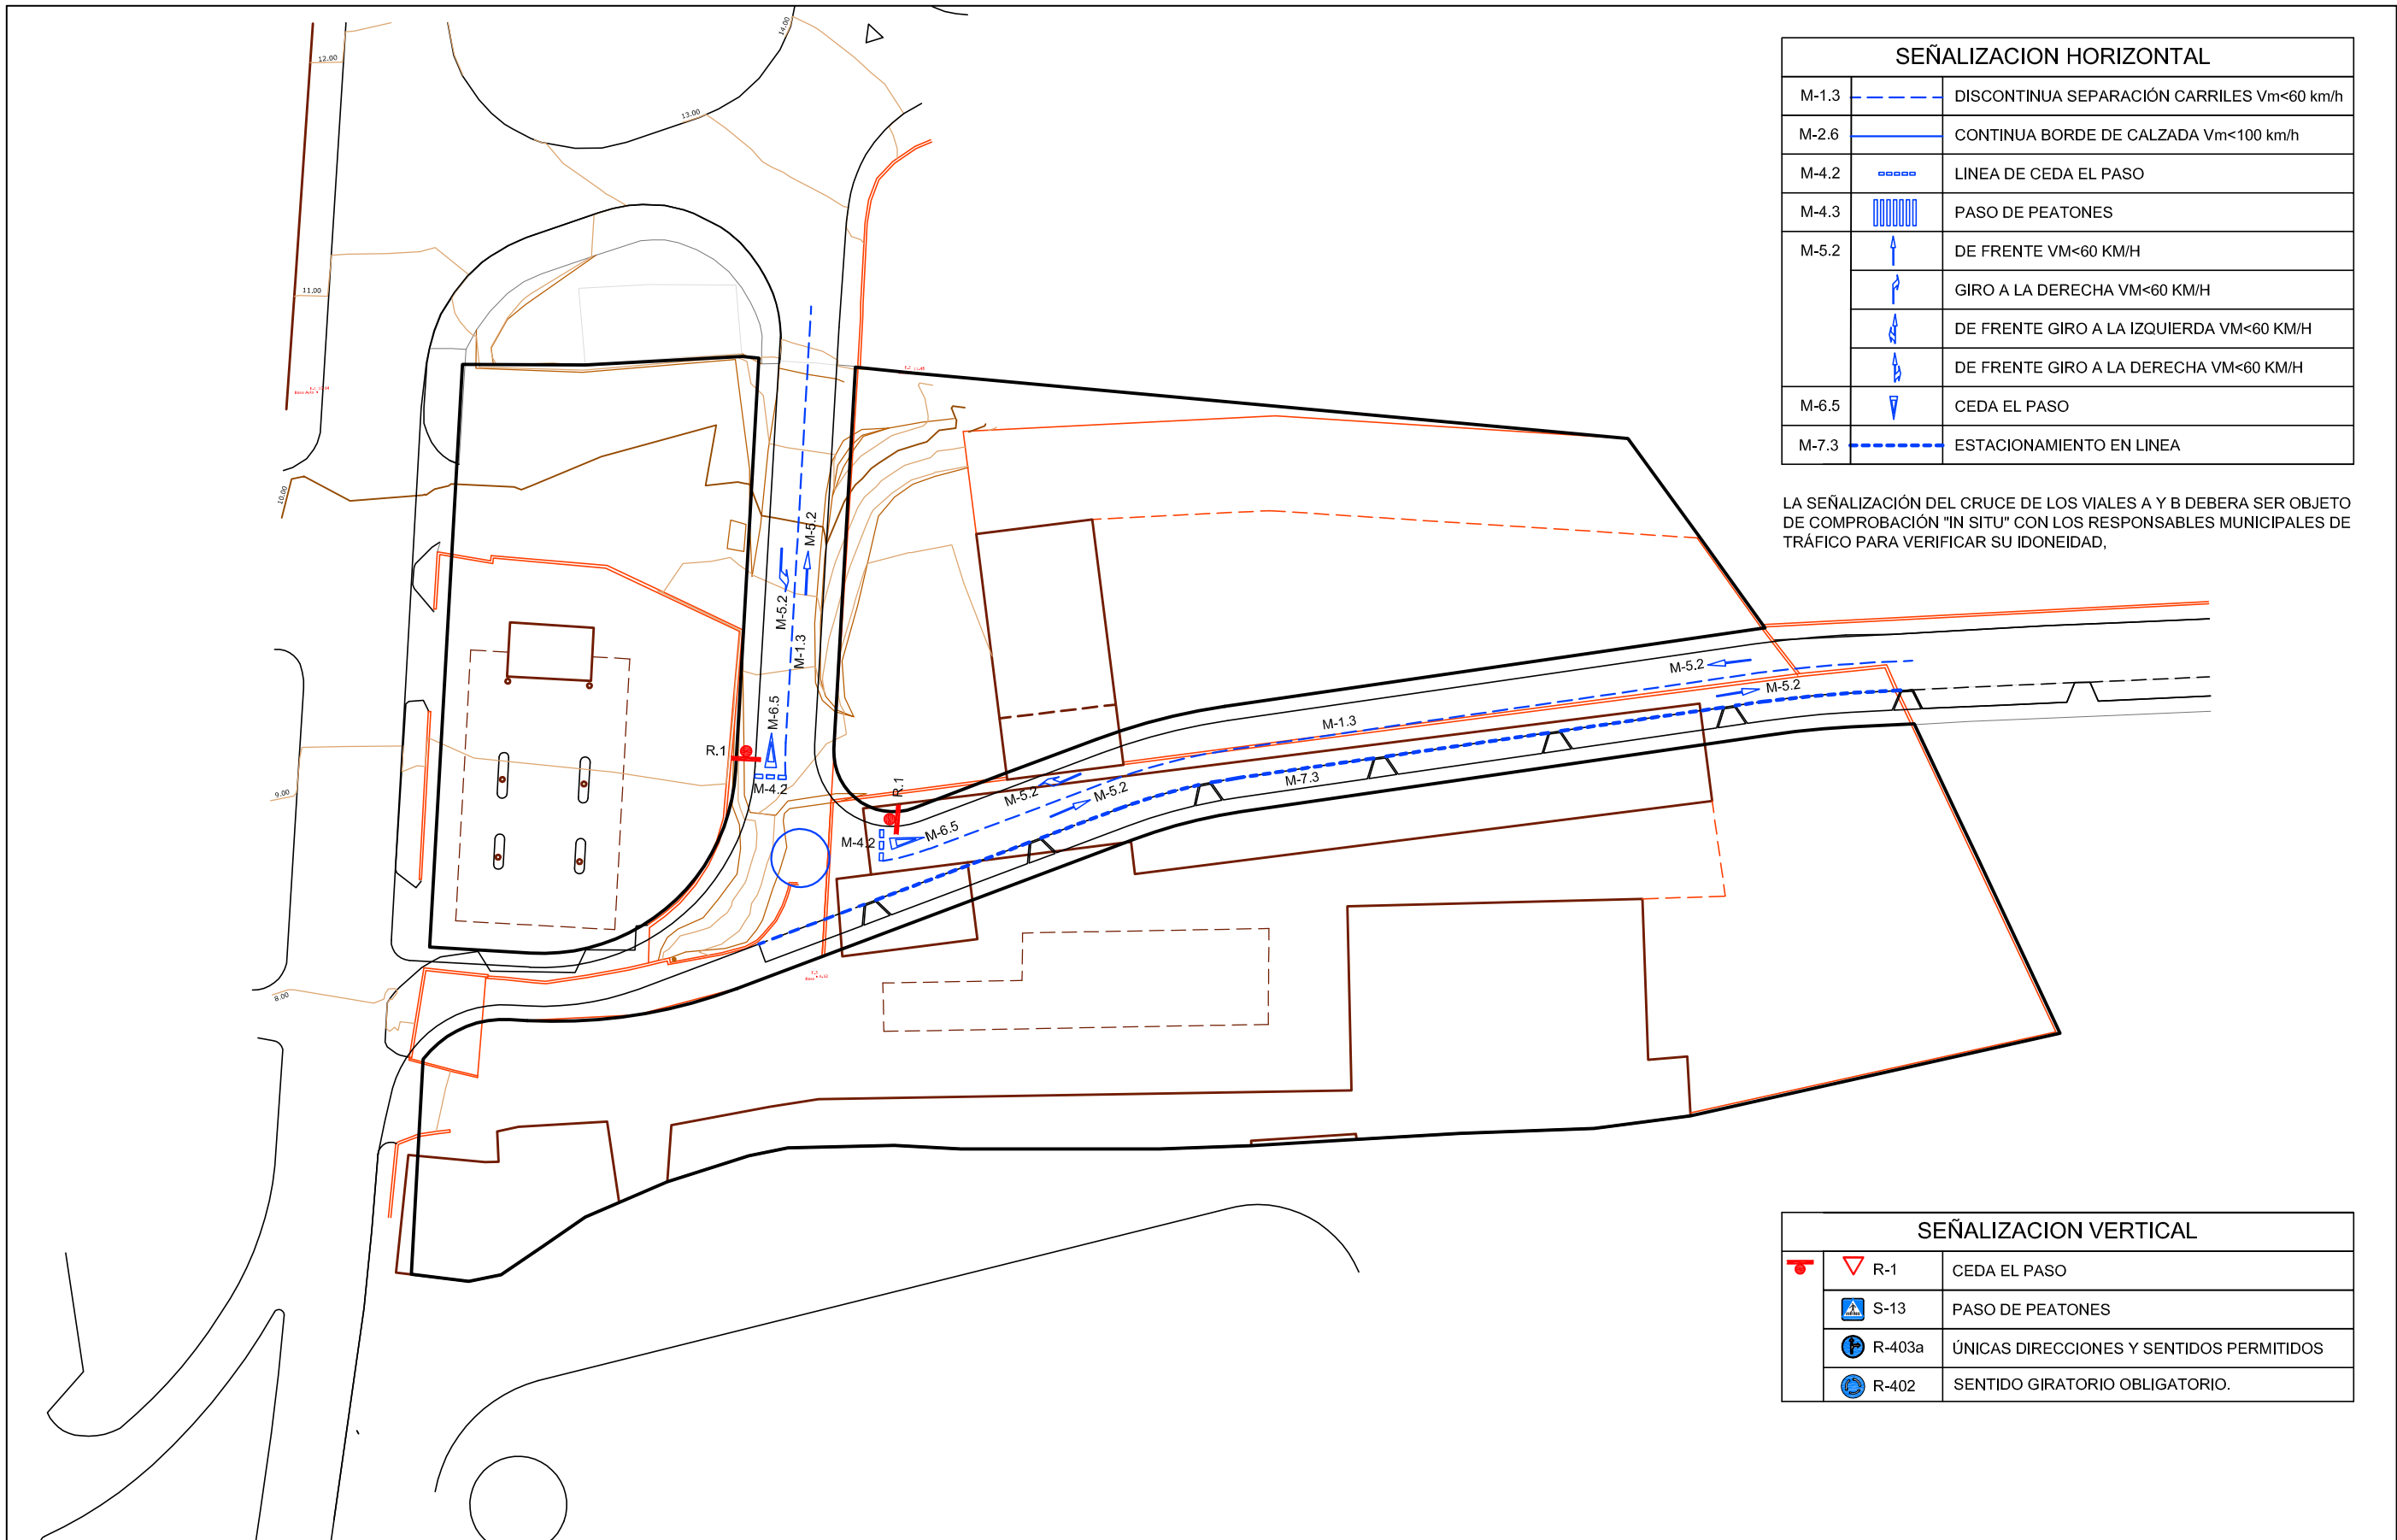 SEÑALIZACION HORIZONTAL
M-1.3 DISCONTINUA SEPARACIÓN CARRILES Vm<60 km/h
M-2.6 CONTINUA BORDE DE CALZADA Vm<100 km/h
M-4.2 LINEA DE CEDA EL PASO
M-4.3 PASO DE PEATONES
M-5.2 DE FRENTE VM<60 KM/H
GIRO A LA DERECHA VM<60 KM/H
DE FRENTE GIRO A LA IZQUIERDA VM<60 KM/H
DE FRENTE GIRO A LA DERECHA VM<60 KM/H
M-6.5 CEDA EL PASO
M-7.3 ESTACIONAMIENTO EN LINEA
LA SEÑALIZACIÓN DEL CRUCE DE LOS VIALES A Y B DEBERA SER OBJETO
DE COMPROBACIÓN "IN SITU" CON LOS RESPONSABLES MUNICIPALES DE
TRÁFICO PARA VERIFICAR SU IDONEIDAD,
14.00
12.00
13.00
11.00
10.00
9.00
8.00
M-5.2
M-5.2
M-1.3
M-6.5
R.1
M-4.2
R.1
M-4.2
M-6.5
M-5.2
M-5.2
M-7.3
M-1.3
M-5.2
M-5.2
SEÑALIZACION VERTICAL
R-1 CEDA EL PASO
S-13 PASO DE PEATONES
R-403a ÚNICAS DIRECCIONES Y SENTIDOS PERMITIDOS
R-402 SENTIDO GIRATORIO OBLIGATORIO.